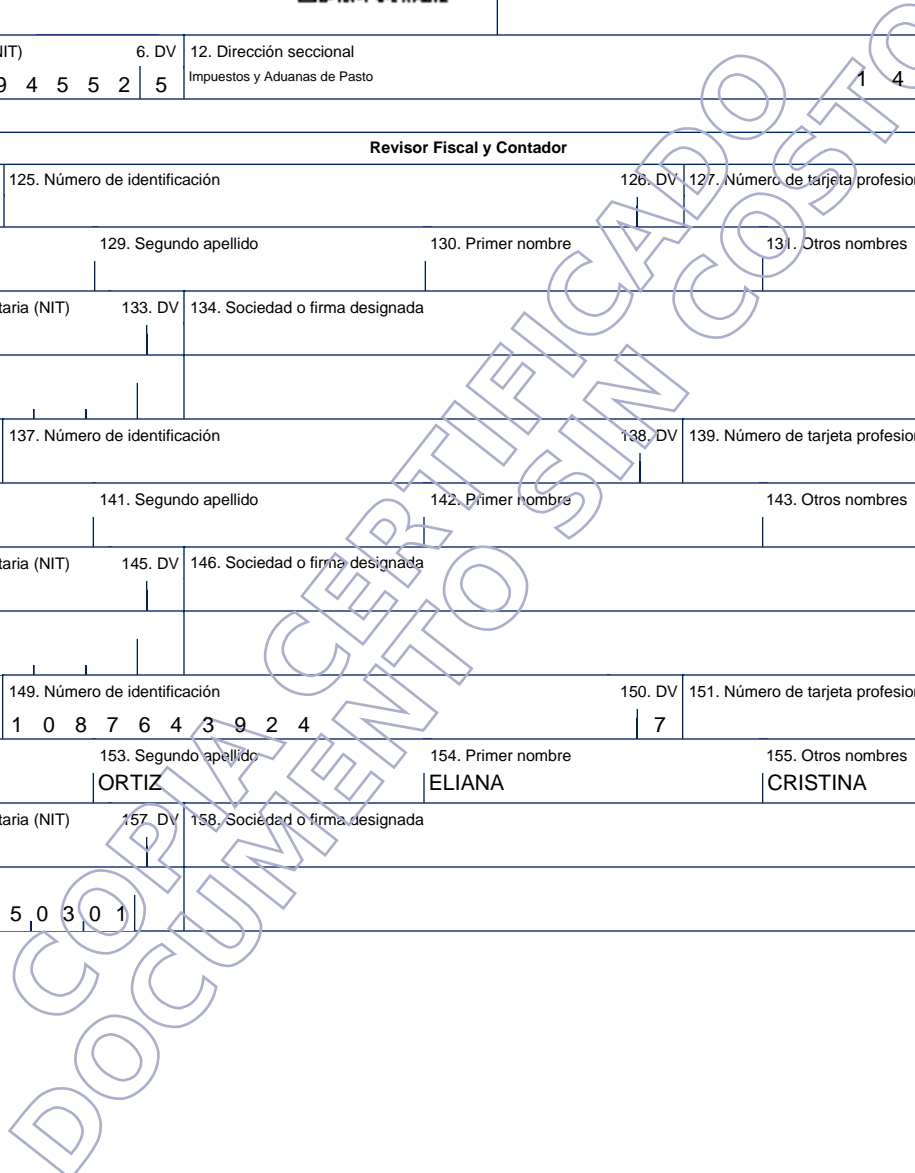 IT) 6. DV 12. Dirección seccional
9 4 5 5 2 5 Impuestos y Aduanas de Pasto 1 4
Revisor Fiscal y Contador
125. Número de identificación 126. DV 127. Número de tarjeta profesion
129. Segundo apellido 130. Primer nombre 131. Otros nombres
taria (NIT) 133. DV 134. Sociedad o firma designada
137. Número de identificación 138. DV 139. Número de tarjeta profesion
141. Segundo apellido 142. Primer nombre 143. Otros nombres
taria (NIT) 145. DV 146. Sociedad o firma designada
149. Número de identificación 150. DV 151. Número de tarjeta profesion
1 0 8 7 6 4 3 9 2 4 7
153. Segundo apellido 154. Primer nombre 155. Otros nombres
ORTIZ ELIANA CRISTINA
taria (NIT) 157. DV 158. Sociedad o firma designada
5 0 3 0 1
COPIA CERTIFICADO
DOCUMENTO SIN COSTO